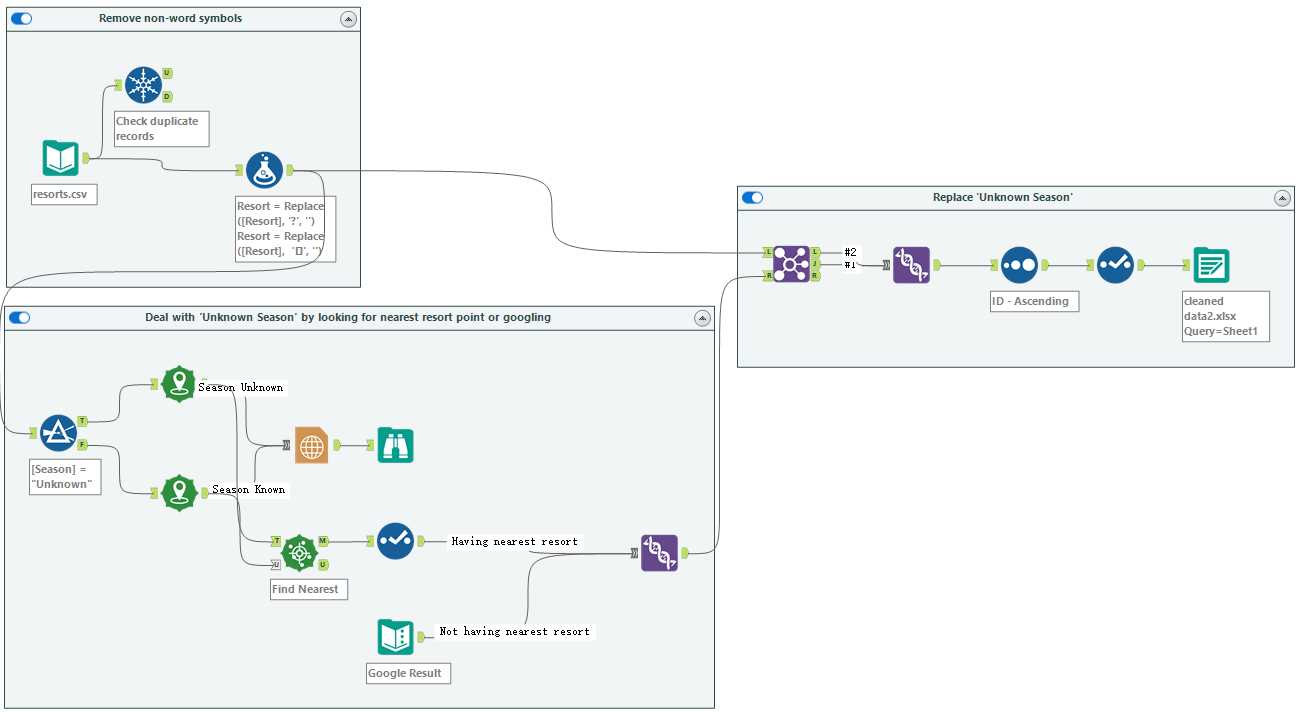 Remove non-word symbols
U
D
Check duplicate
records
resorts.csv
Resort = Replace
([Resort], '?', '')
Resort = Replace
([Resort], '[]', '')
Replace 'Unknown Season'
L
R
L
J
R
#2
#1
ID - Ascending
cleaned
data2.xlsx
Query=Sheet1
Deal with 'Unknown Season' by looking for nearest resort point or googling
Season Unknown
T
F
[Season] =
"Unknown"
Season Known
T
U
M
U
Find Nearest
Having nearest resort
Not having nearest resort
Google Result